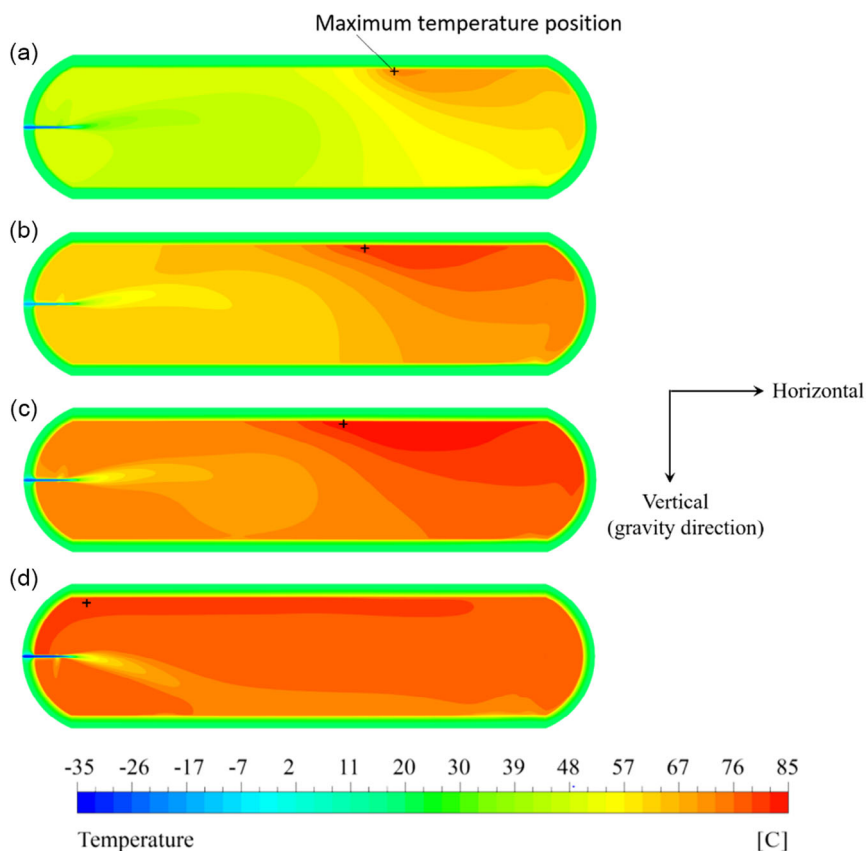 Maximum temperature position
(a)
(b)
(c)
Horizontal
Vertical
(gravity direction)
(d)
-35 -26 -17 -7 2 11 20 30 39 48 57 67 76 85
Temperature [C]